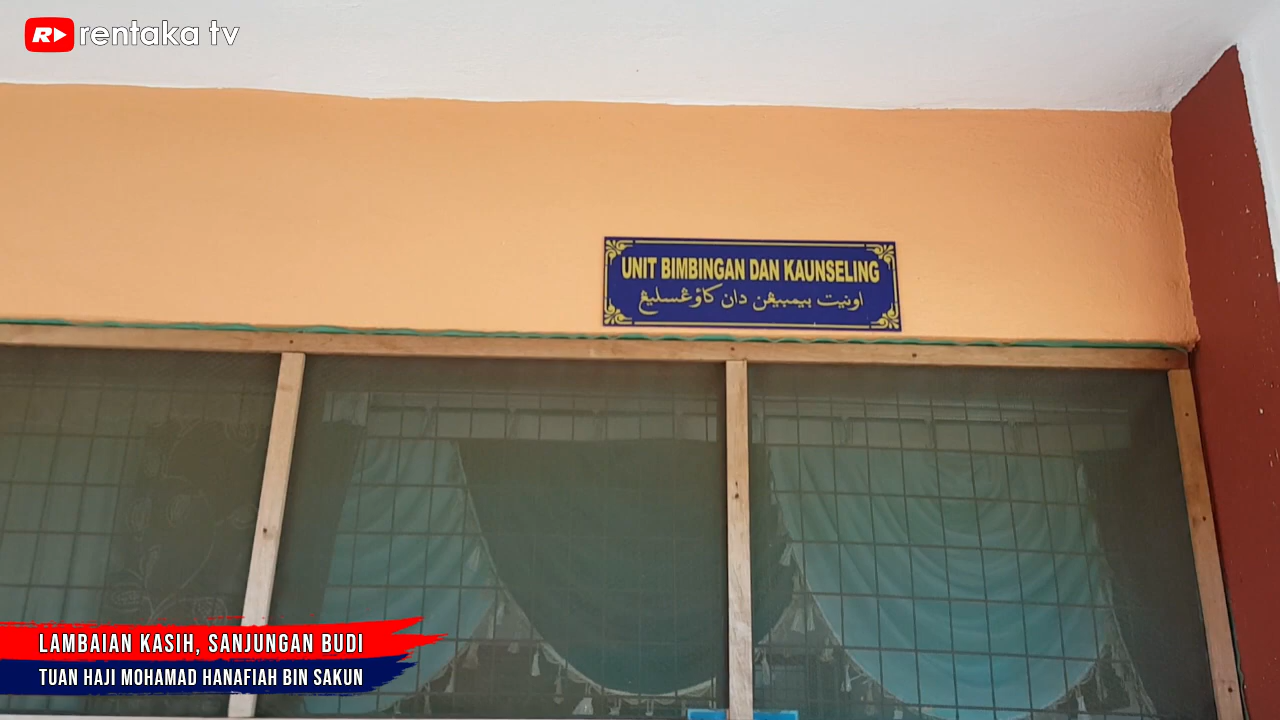 rentaka tv
UNIT BIMBINGAN DAN KAUNSELING
اونيت بيمبيڠن دان کاؤنسليڠ
LAMBAIAN KASIH, SANJUNGAN BUDI
TUAN HAJI MOHAMAD HANAFIAH BIN SAKUN